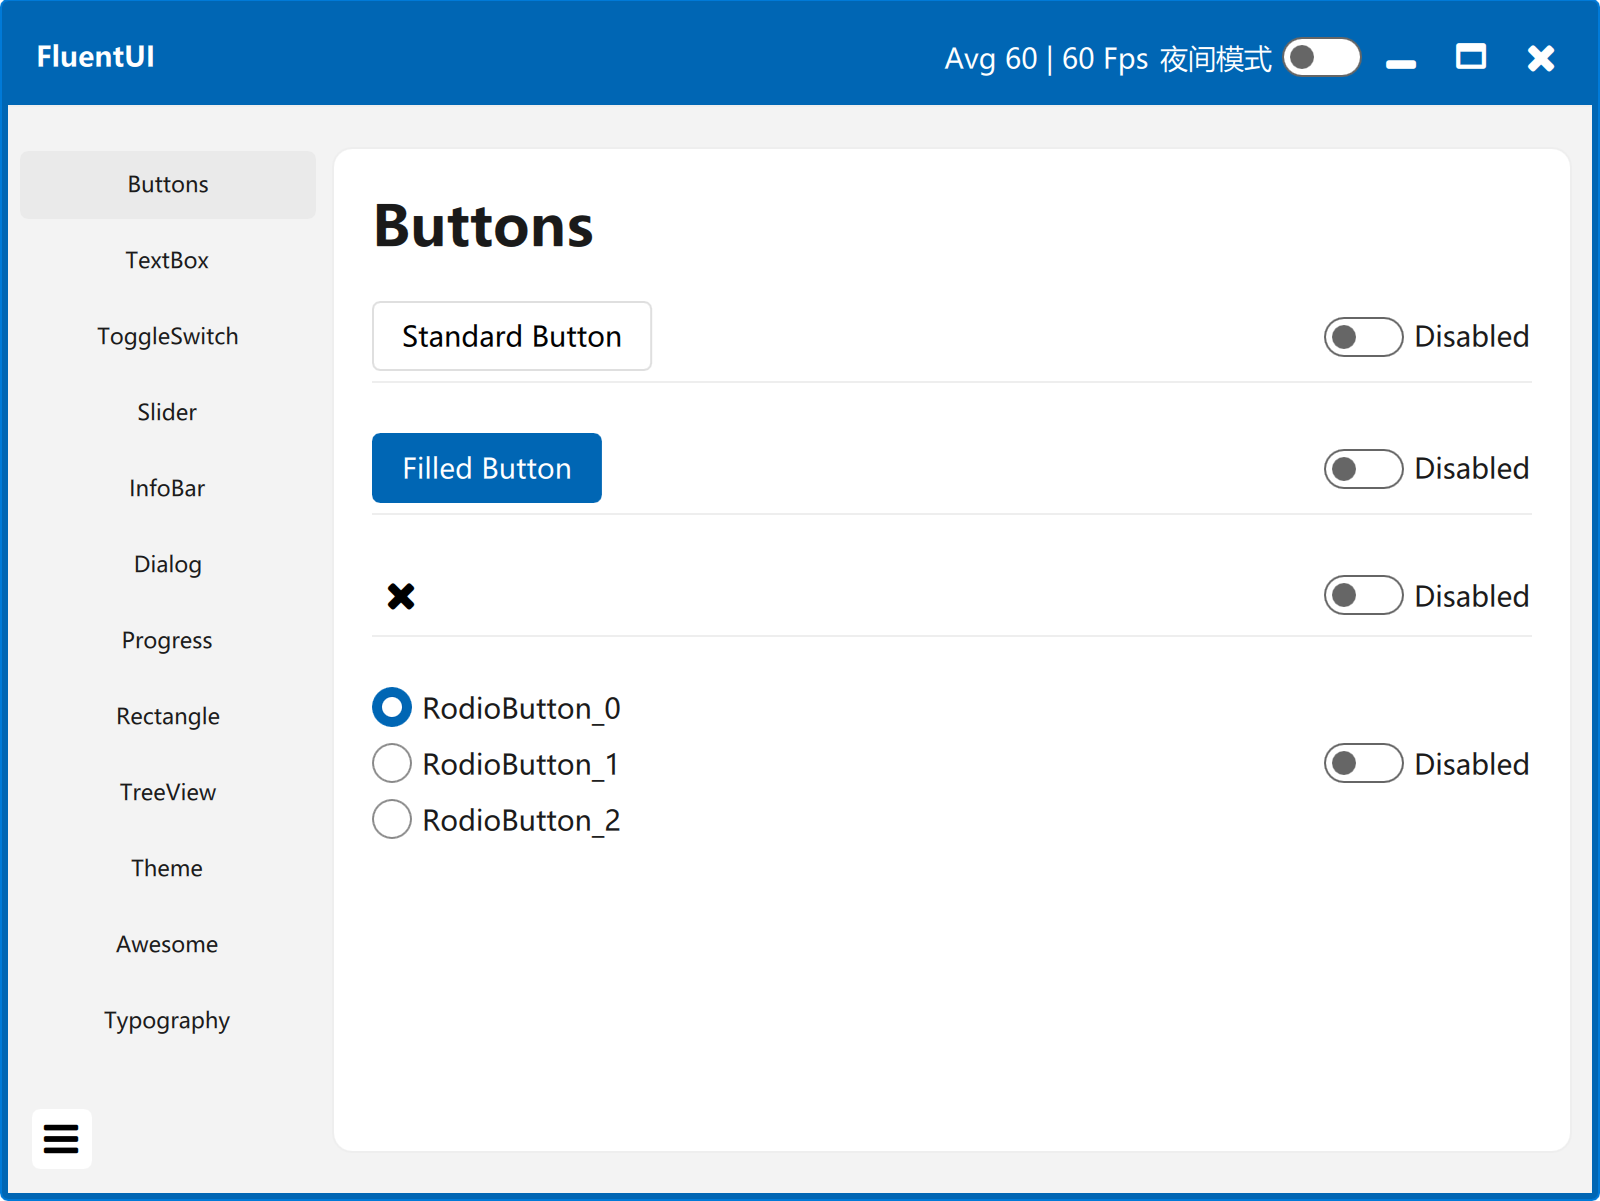 FluentUI
Avg 60 | 60 Fps 夜间模式
Buttons
TextBox
ToggleSwitch
Slider
InfoBar
Dialog
Progress
Rectangle
TreeView
Theme
Awesome
Typography
Buttons
Standard Button
Disabled
Filled Button
Disabled
Disabled
RodioButton_0
RodioButton_1
Disabled
RodioButton_2